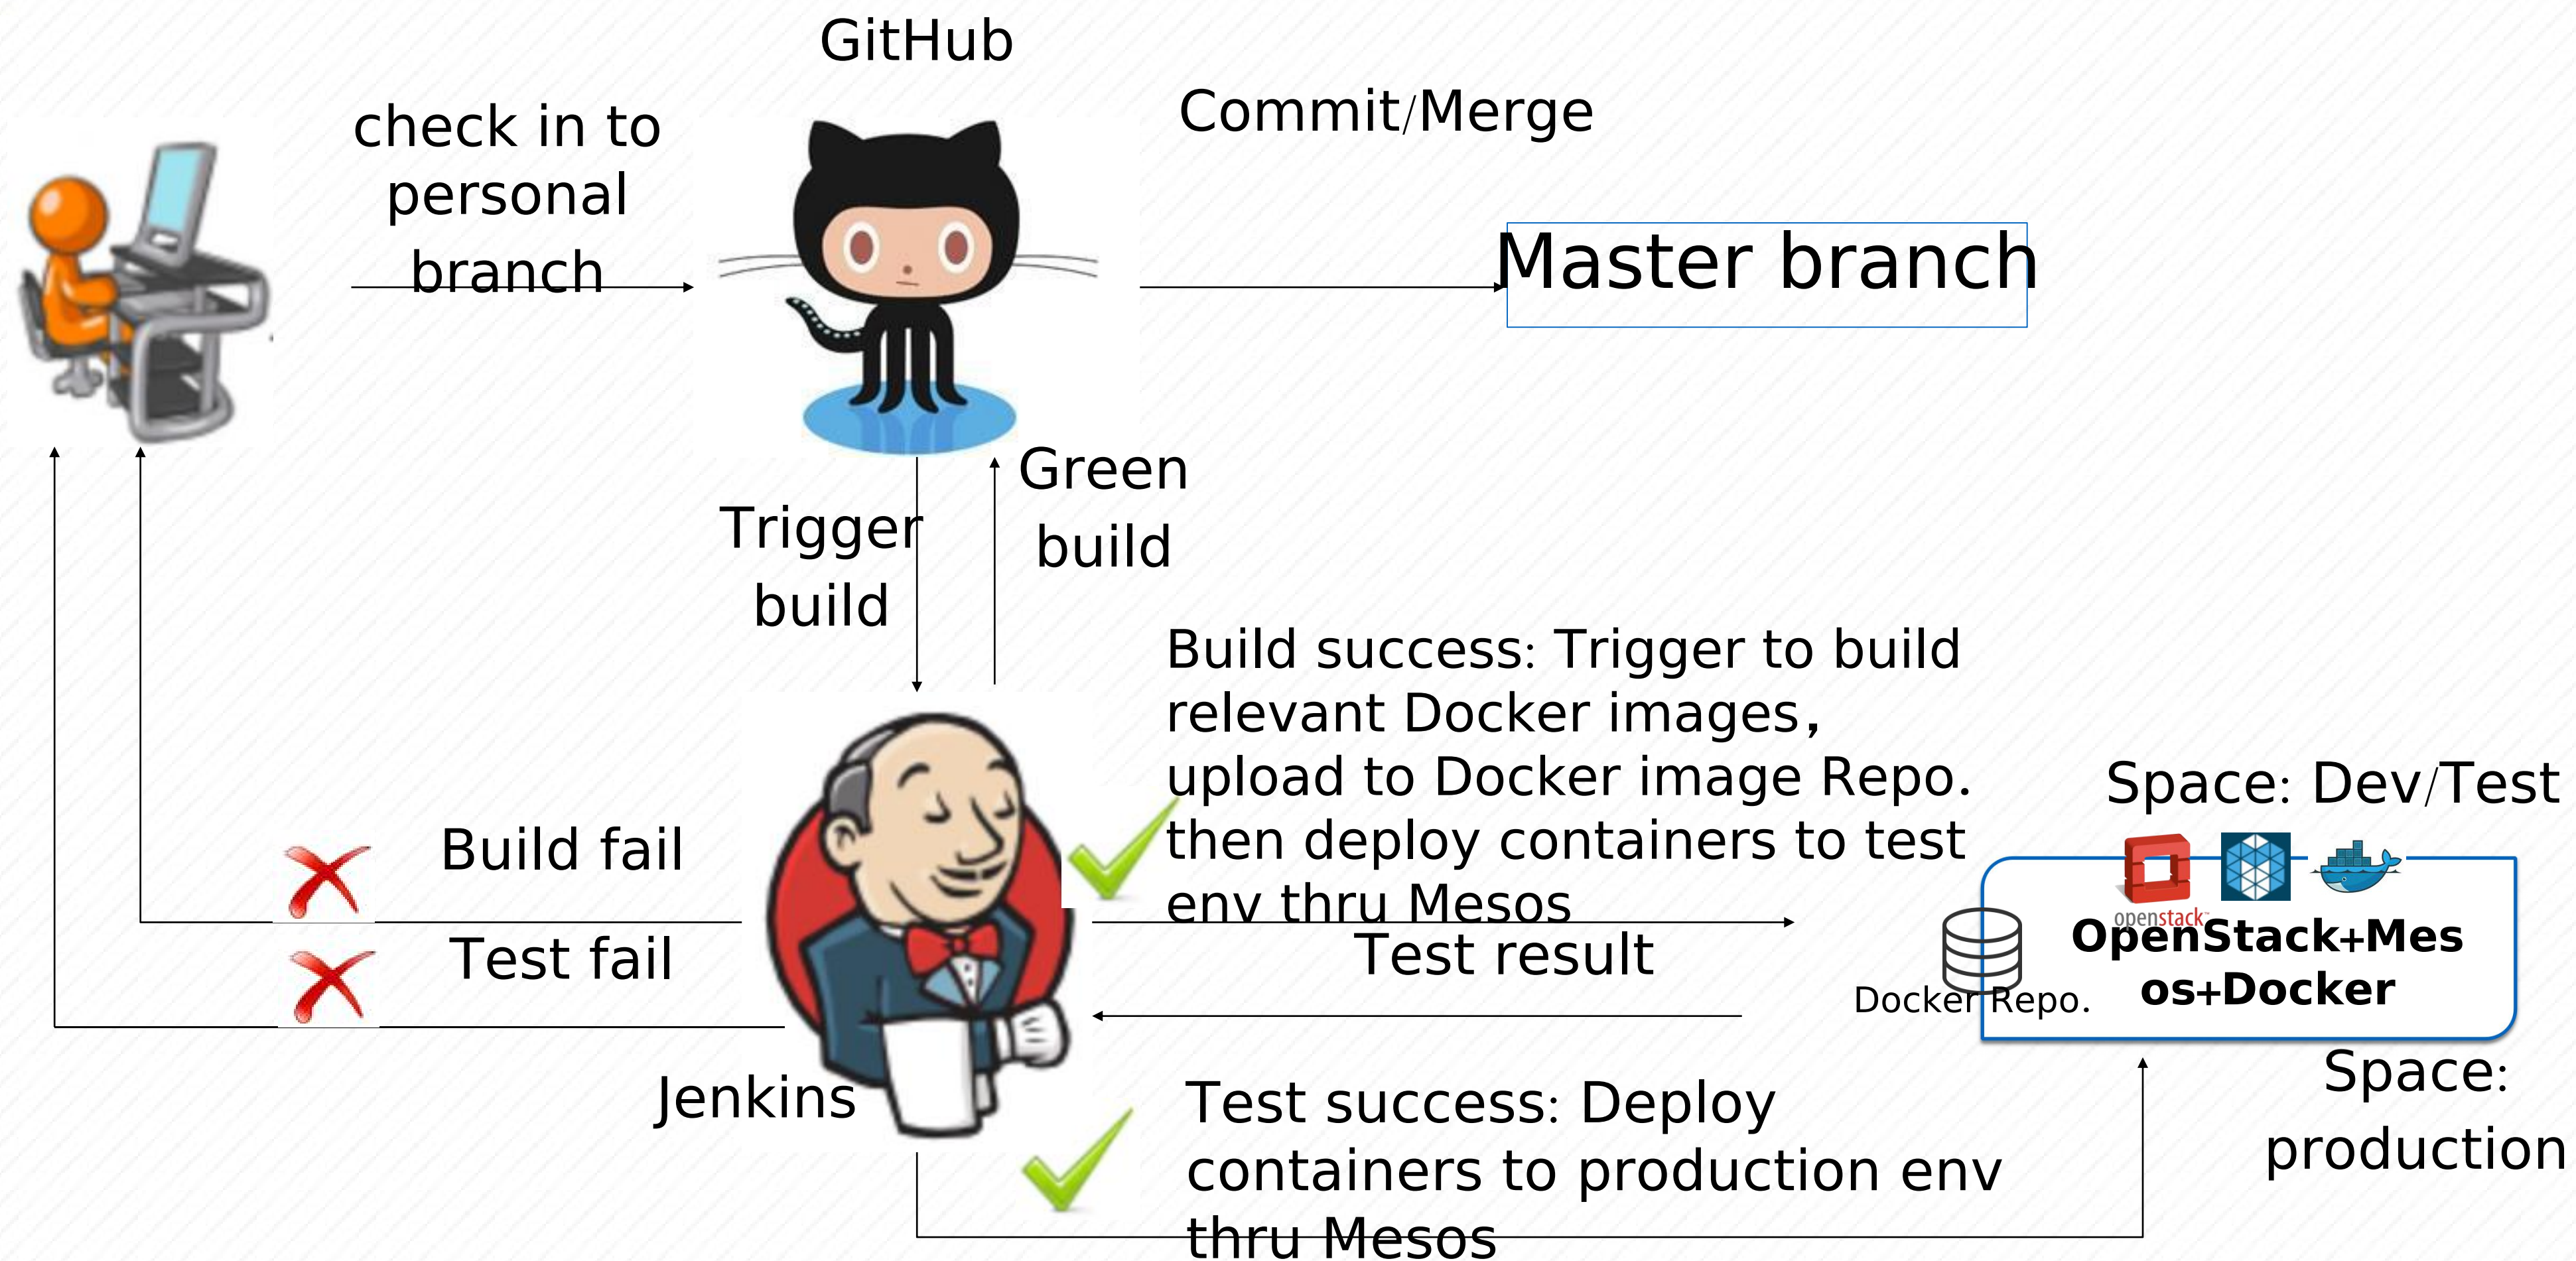 GitHub
check in to
personal
branch
Commit/Merge
Master branch
Trigger
build
Green
build
Build success: Trigger to build
relevant Docker images,
upload to Docker image Repo.
then deploy containers to test
env thru Mesos
Space: Dev/Test
Build fail
openstack
OpenStack+Mes
os+Docker
Test fail
Test result
Docker Repo.
Jenkins
Space:
production
Test success: Deploy
containers to production env
thru Mesos